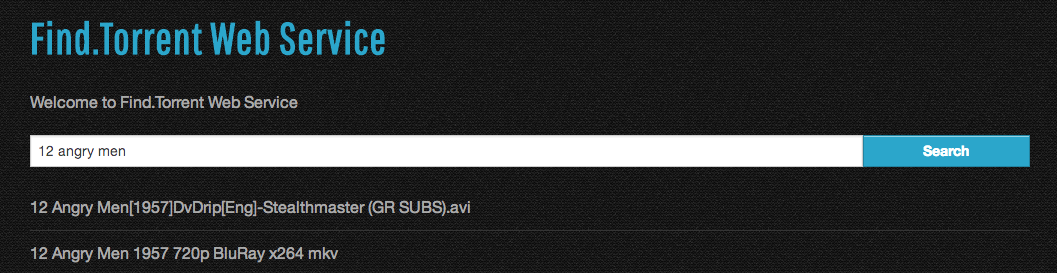 Find.Torrent Web Service
Welcome to Find.Torrent Web Service
12 angry men Search
12 Angry Men[1957]DvDrip[Eng]-Stealthmaster (GR SUBS).avi
12 Angry Men 1957 720p BluRay x264 mkv